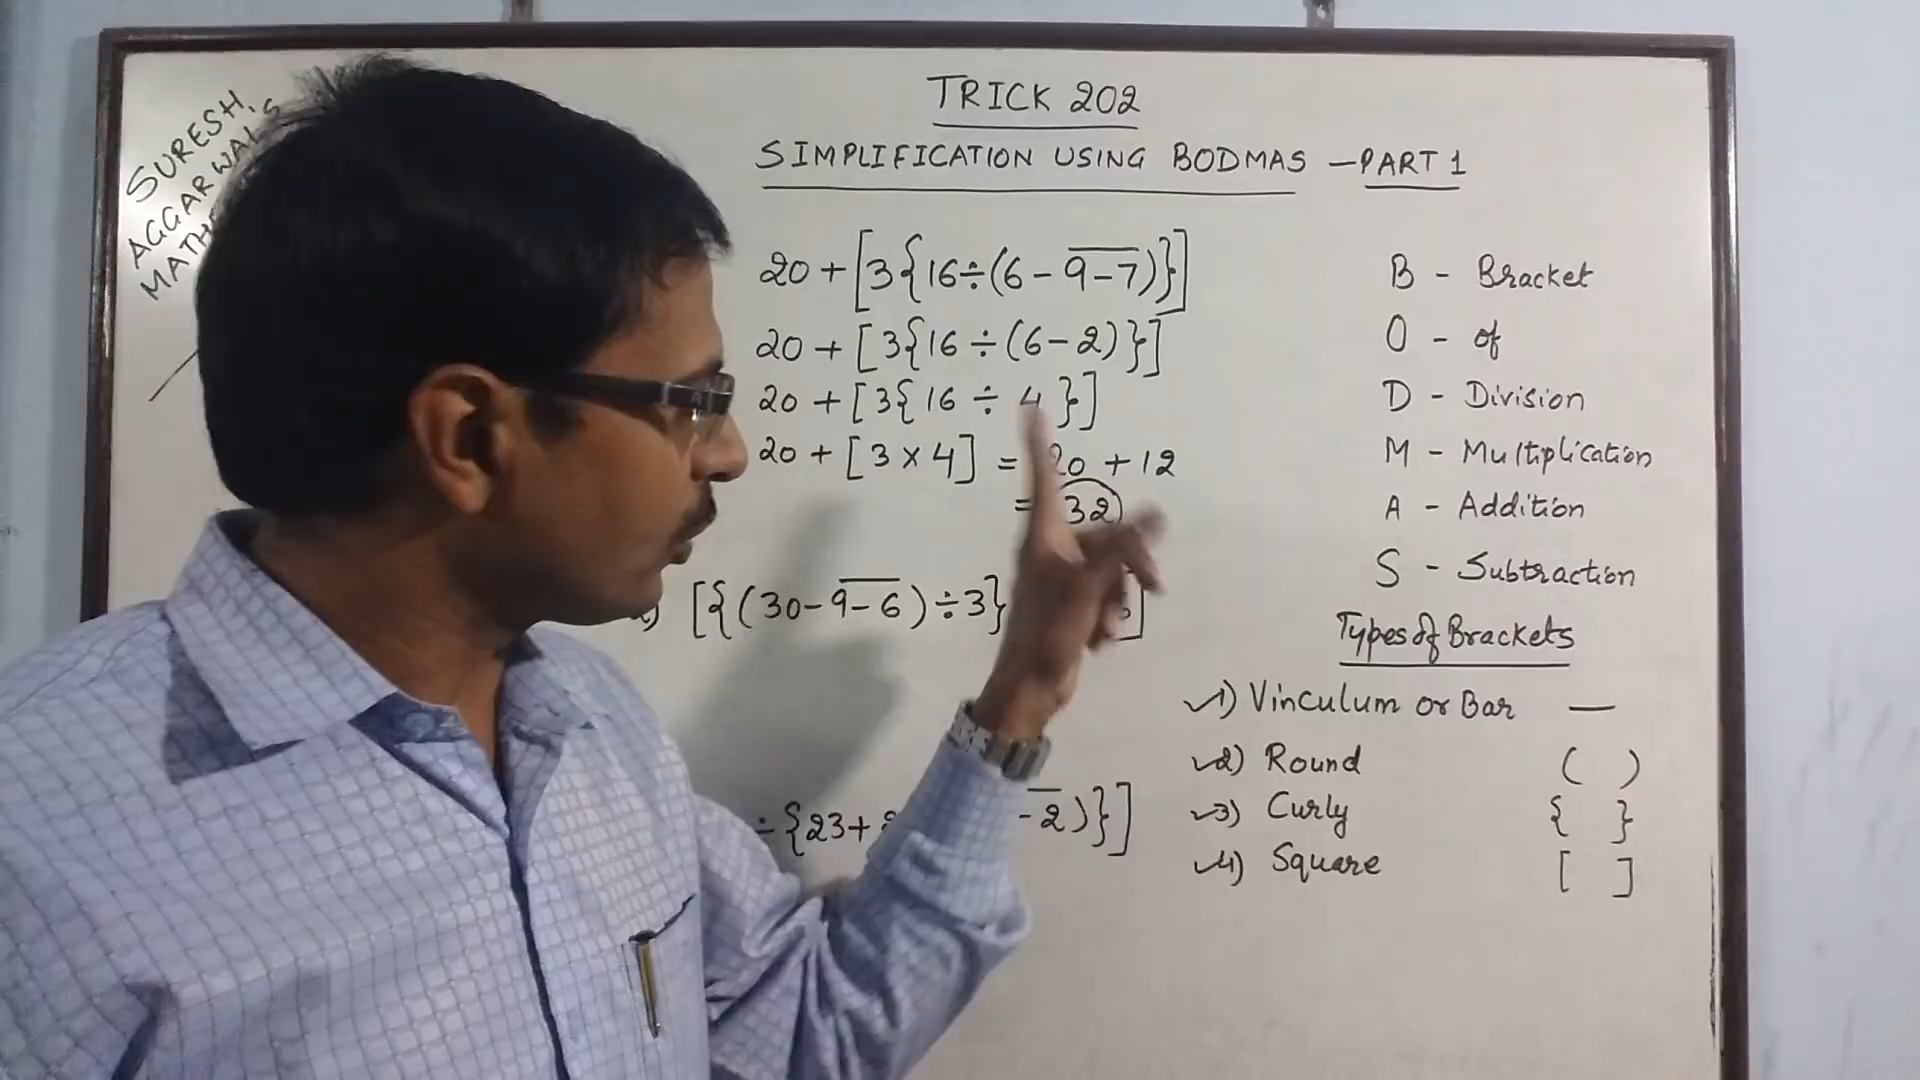 SURESH
AGGARWAL'S
TRICK 202
SIMPLIFICATION USING BODMAS - PART 1
20 + [3{16÷(6 - 9̅ ̅-̅ ̅7̅)}]
20 + [3{16 ÷ (6 - 2)}]
20 + [3{16 ÷ 4}]
20 + [3 × 4] = 20 + 12
= 32
[{(30 - 9̅ ̅-̅ ̅6̅) ÷ 3} ]
÷ {23 + - 2̅)}]
B - Bracket
O - of
D - Division
M - Multiplication
A - Addition
S - Subtraction
Types of Brackets
✓1) Vinculum or Bar —
✓2) Round ( )
✓3) Curly { }
✓4) Square [ ]